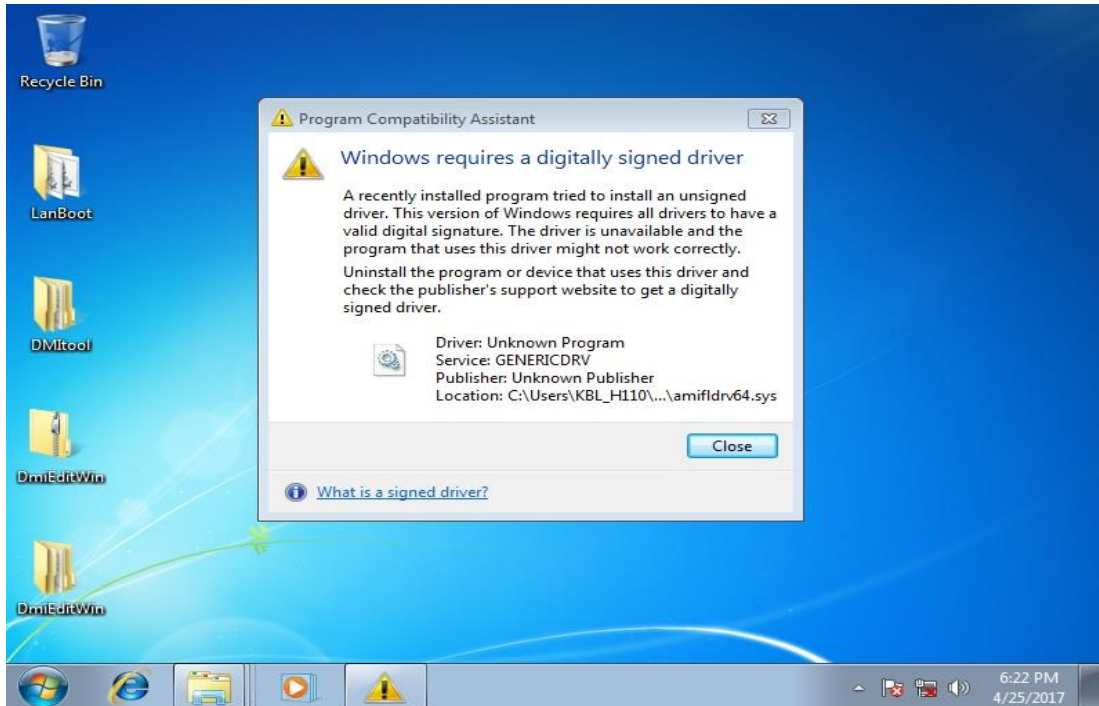 Recycle Bin
LanBoot
DMItool
DmiEditWin
DmiEditWin
Program Compatibility Assistant
Windows requires a digitally signed driver
A recently installed program tried to install an unsigned
driver. This version of Windows requires all drivers to have a
valid digital signature. The driver is unavailable and the
program that uses this driver might not work correctly.
Uninstall the program or device that uses this driver and
check the publisher's support website to get a digitally
signed driver.
Driver: Unknown Program
Service: GENERICDRV
Publisher: Unknown Publisher
Location: C:\Users\KBL_H110\...\amifldrv64.sys
Close
What is a signed driver?
6:22 PM
4/25/2017